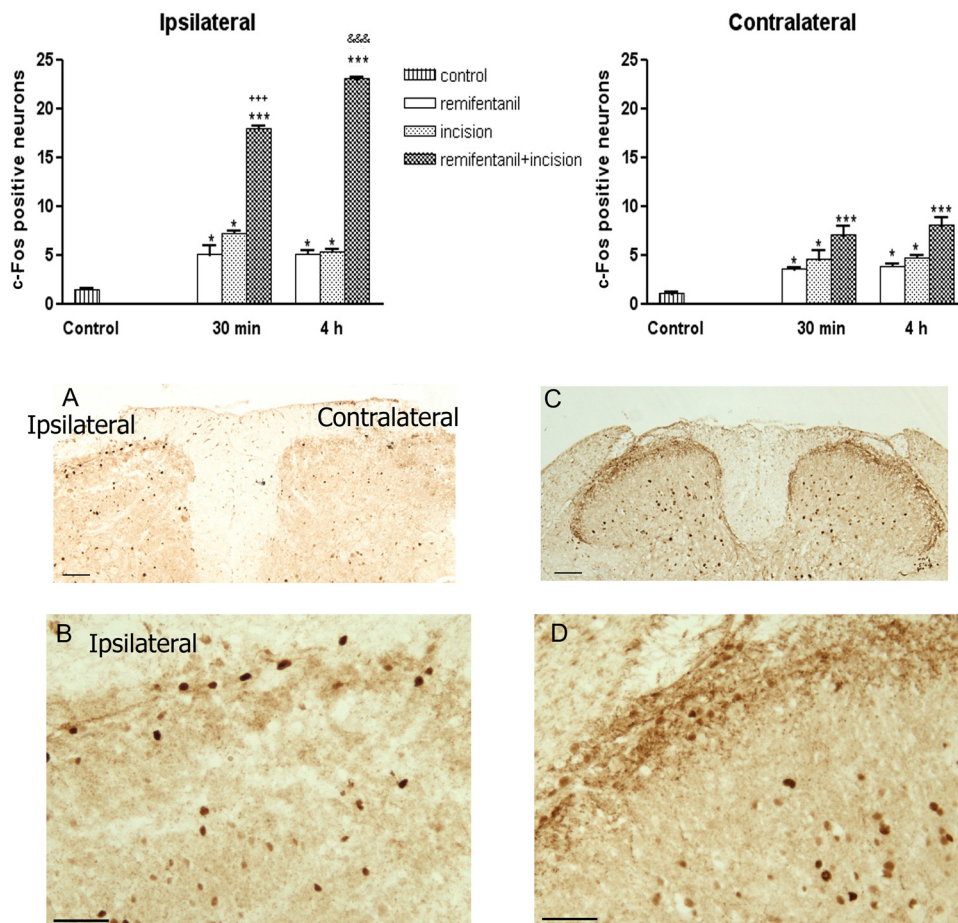 Ipsilateral
c-Fos positive neurons
25
20
15
10
5
0
+++
***
&&&
***
*
*
*
*
Control
30 min
4 h
control
remifentanil
incision
remifentanil+incision
Contralateral
c-Fos positive neurons
25
20
15
10
5
0
*
*
***
*
*
***
Control
30 min
4 h
A
Ipsilateral
Contralateral
C
B
Ipsilateral
D